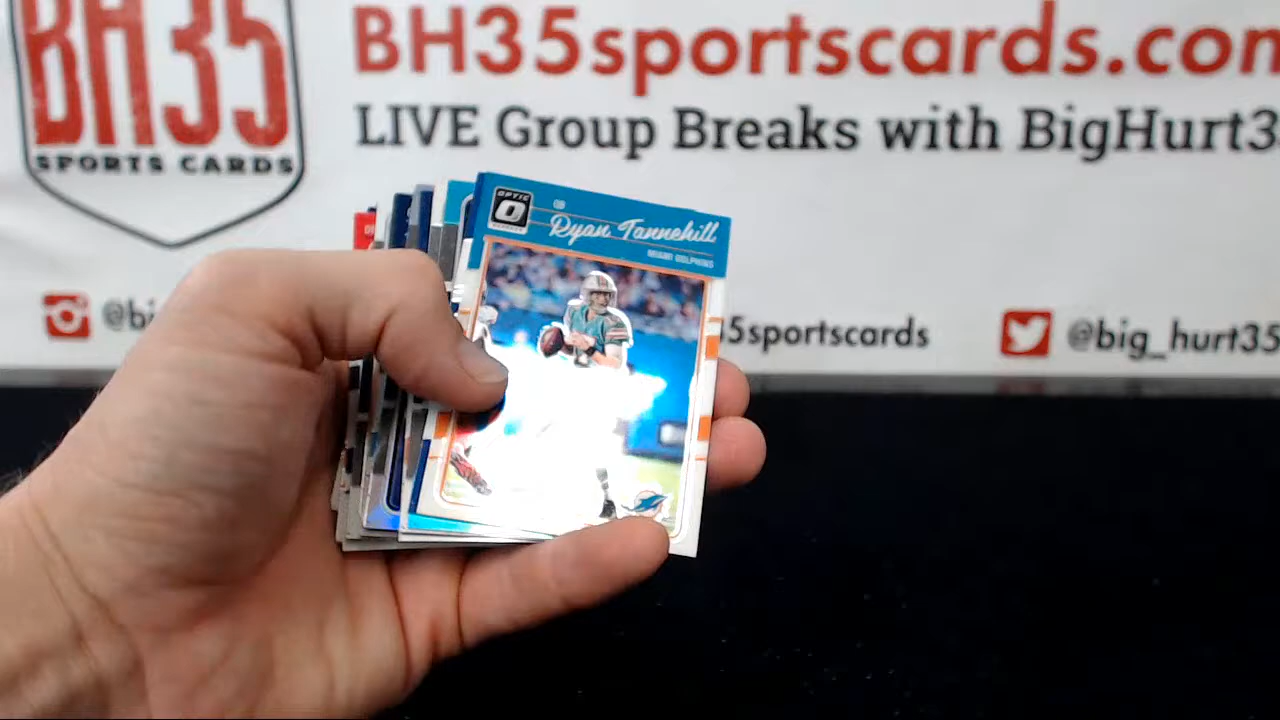 BH35
SPORTS CARDS
BH35sportscards.com
LIVE Group Breaks with BigHurt3
@bi
5sportscards
@big_hurt35
OPTIC
QB
Ryan Tannehill
MIAMI DOLPHINS